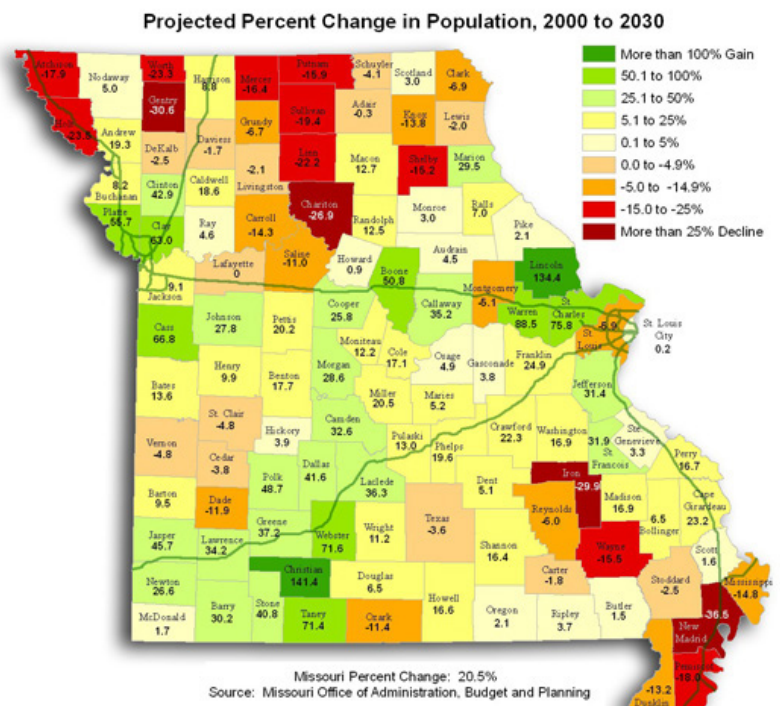 Projected Percent Change in Population, 2000 to 2030
More than 100% Gain
50.1 to 100%
25.1 to 50%
5.1 to 25%
0.1 to 5%
0.0 to -4.9%
-5.0 to -14.9%
-15.0 to -25%
More than 25% Decline
Atchison
-17.9
Nodaway
5.0
Worth
-23.3
Harrison
8.8
Mercer
-16.4
Putnam
-15.9
Schuyler
-4.1
Scotland
3.0
Clark
-6.9
Gentry
-30.6
-23.5
Andrew
19.3
DeKalb
-2.5
Daviess
-1.7
Grundy
-6.7
Sullivan
-19.4
Adair
-0.3
Knox
-13.8
Lewis
-2.0
8.2
Buchanan
Clinton
42.9
Caldwell
18.6
-2.1
Livingston
Linn
-22.2
Macon
12.7
Shelby
-15.2
Marion
29.5
Platte
55.7
Clay
63.0
Ray
4.6
Carroll
-14.3
Chariton
-26.9
Randolph
12.5
Monroe
3.0
Ralls
7.0
Pike
2.1
9.1
Jackson
Lafayette
0
Saline
-11.0
Howard
0.9
Boone
50.8
Audrain
4.5
Lincoln
134.4
Montgomery
-5.1
Cass
66.8
Johnson
27.8
Pettis
20.2
Cooper
25.8
Callaway
35.2
Warren
88.5
St
Charles
75.8
-5.9
St
Louis
St. Louis
City
0.2
Moniteau
12.2
Cole
17.1
Osage
4.9
Gasconade
3.8
Franklin
24.9
Jefferson
31.4
Bates
13.6
Henry
9.9
Benton
17.7
Morgan
28.6
Miller
20.5
Maries
5.2
St. Clair
-4.8
Hickory
3.9
Camden
32.6
Pulaski
13.0
Phelps
19.6
Crawford
22.3
Washington
16.9
31.9
St
Francois
Ste
Genevieve
3.3
Perry
16.7
Vernon
-4.8
Cedar
-3.8
Polk
48.7
Dallas
41.6
Laclede
36.3
Dent
5.1
Iron
-29.9
Madison
16.9
6.5
Bollinger
Cape
Girardeau
23.2
Barton
9.5
Dade
-11.9
Greene
37.2
Webster
71.6
Wright
11.2
Texas
-3.6
Reynolds
-6.0
Wayne
-15.5
Scott
1.6
Jasper
45.7
Lawrence
34.2
Christian
141.4
Douglas
6.5
Shannon
16.4
Carter
-1.8
Stoddard
-2.5
Mississippi
-14.8
Newton
26.6
Barry
30.2
Stone
40.8
Taney
71.4
Ozark
-11.4
Howell
16.6
Oregon
2.1
Ripley
3.7
Butler
1.5
-36.5
New
Madrid
McDonald
1.7
Pemiscot
-18.0
-13.2
Dunklin
Missouri Percent Change: 20.5%
Source: Missouri Office of Administration, Budget and Planning